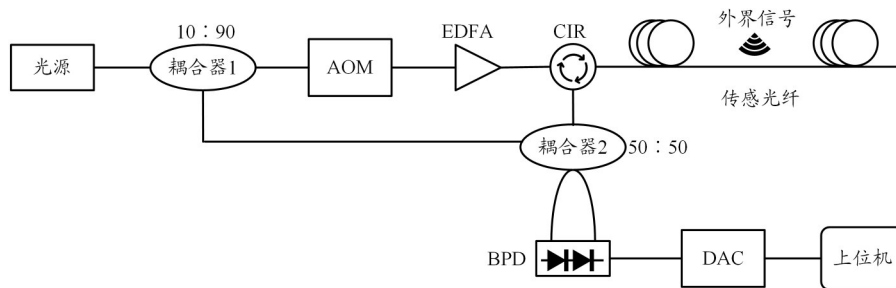 光源
10：90
耦合器1
AOM
EDFA
CIR
外界信号
传感光纤
耦合器2
50：50
BPD
DAC
上位机